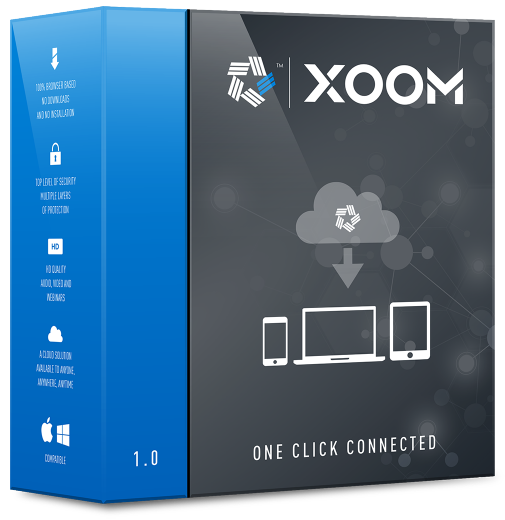 100% BROWSER BASED
NO DOWNLOADS
AND NO INSTALLATION
TOP LEVEL OF SECURITY
MULTIPLE LAYERS
OF PROTECTION
HD
HD QUALITY
AUDIO, VIDEO AND
WEBINARS
A CLOUD SOLUTION
AVAILABLE TO ANYONE,
ANYWHERE, ANYTIME
COMPATIBLE
1.0
™ XOOM
ONE CLICK CONNECTED